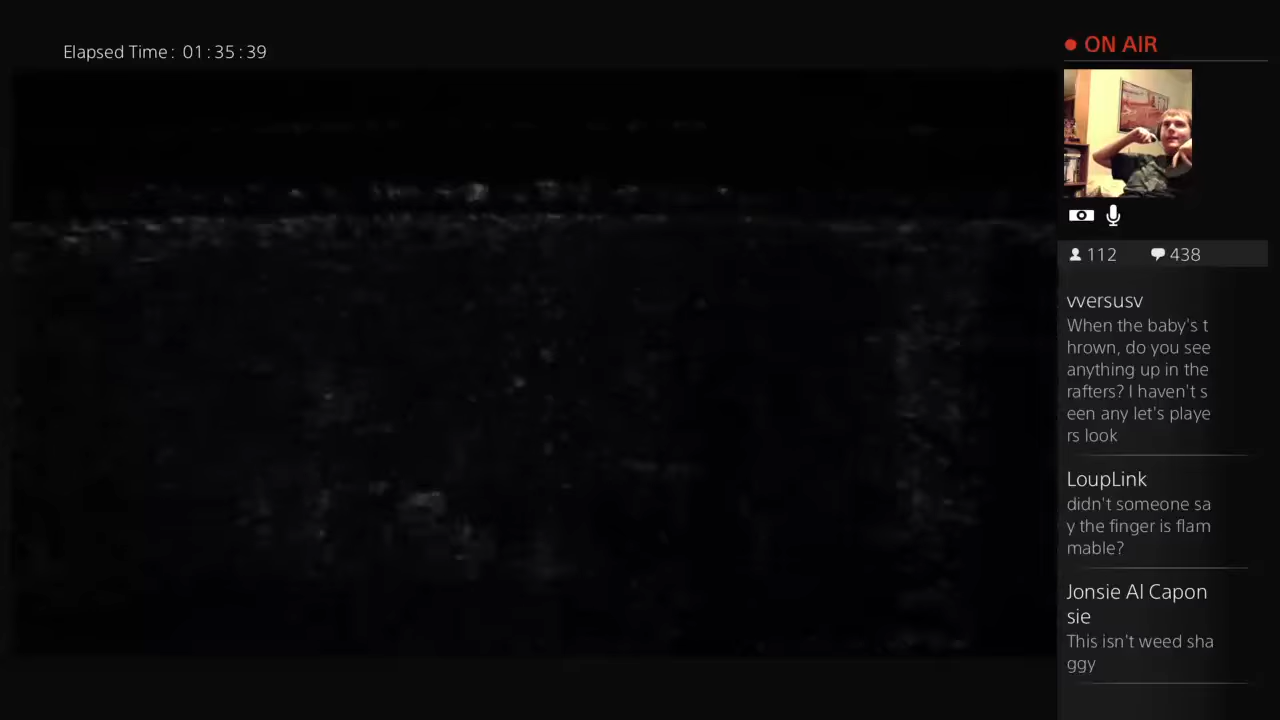 Elapsed Time: 01:35:39
ON AIR
112 438
vversusv
When the baby's t
hrown, do you see
anything up in the
rafters? I haven't s
een any let's playe
rs look
LoupLink
didn't someone sa
y the finger is flam
mable?
Jonsie Al Capon
sie
This isn't weed sha
ggy